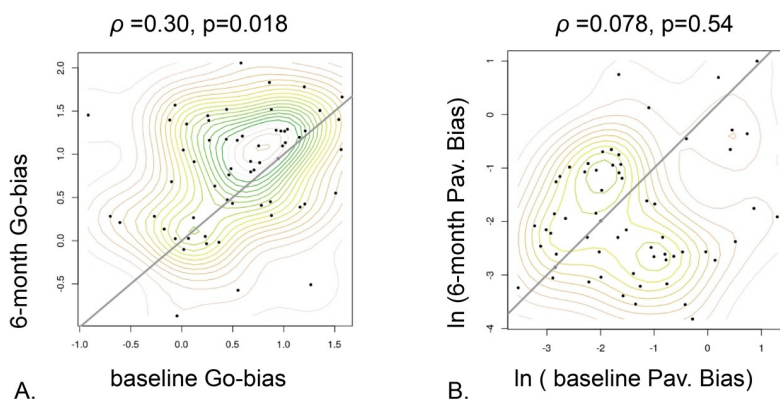 ρ =0.30, p=0.018
ρ =0.078, p=0.54
6-month Go-bias
2.0
1.5
1.0
0.5
0.0
-0.5
-1.0 -0.5 0.0 0.5 1.0 1.5
A. baseline Go-bias
ln (6-month Pav. Bias)
1
0
-1
-2
-3
-4
-3 -2 -1 0 1
B. ln ( baseline Pav. Bias)